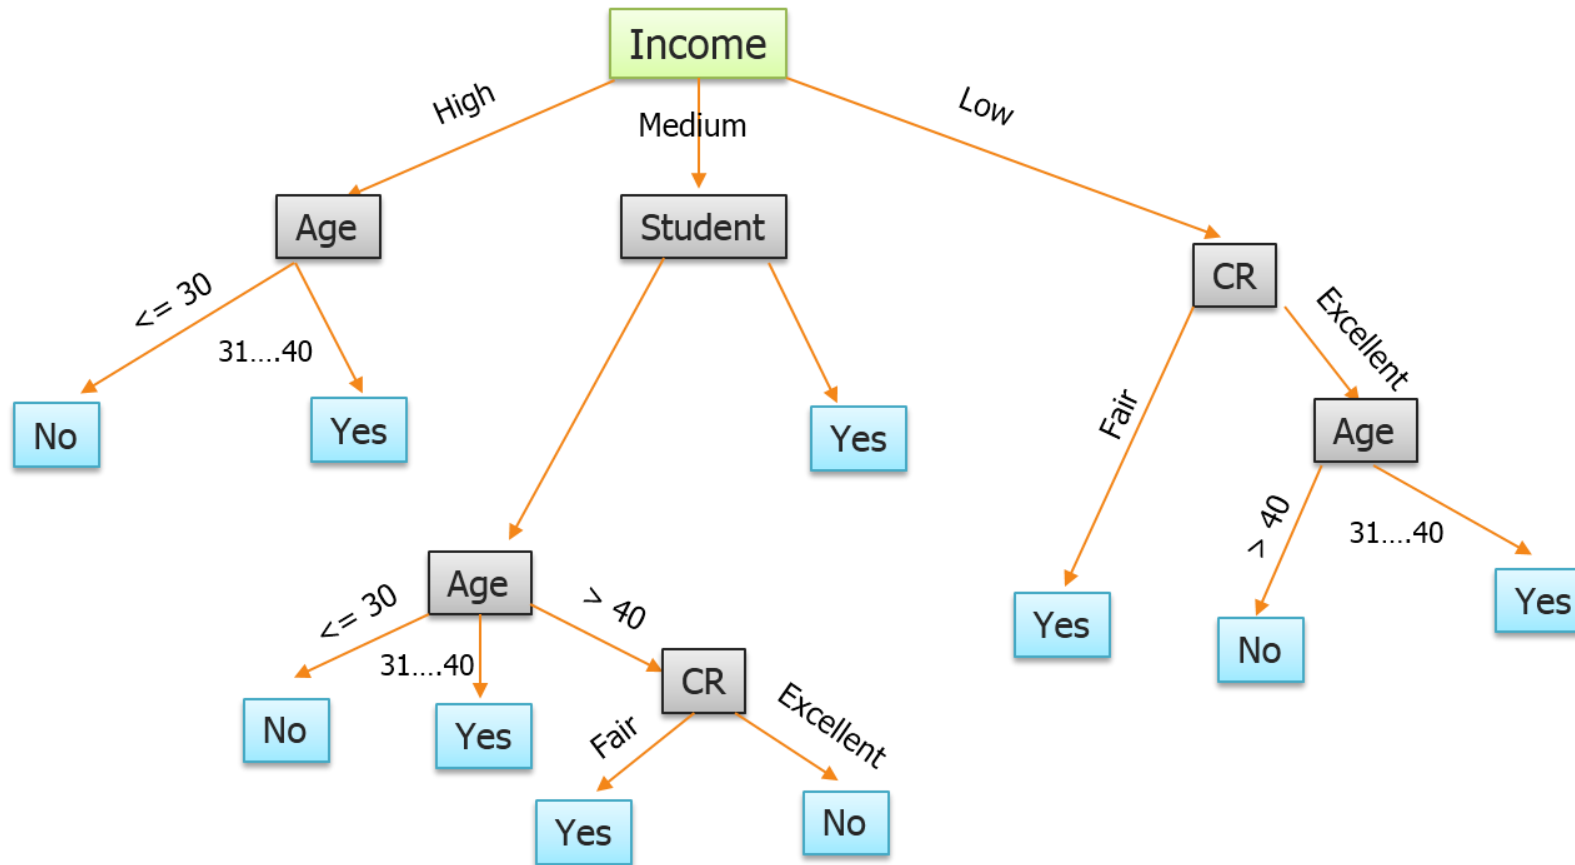 Income
High
Medium
Low
Age
Student
CR
<= 30
31....40
Excellent
Fair
No
Yes
Yes
Age
> 40
31....40
Age
<= 30
31....40
> 40
Yes
No
Yes
CR
No
Yes
Fair
Excellent
Yes
No